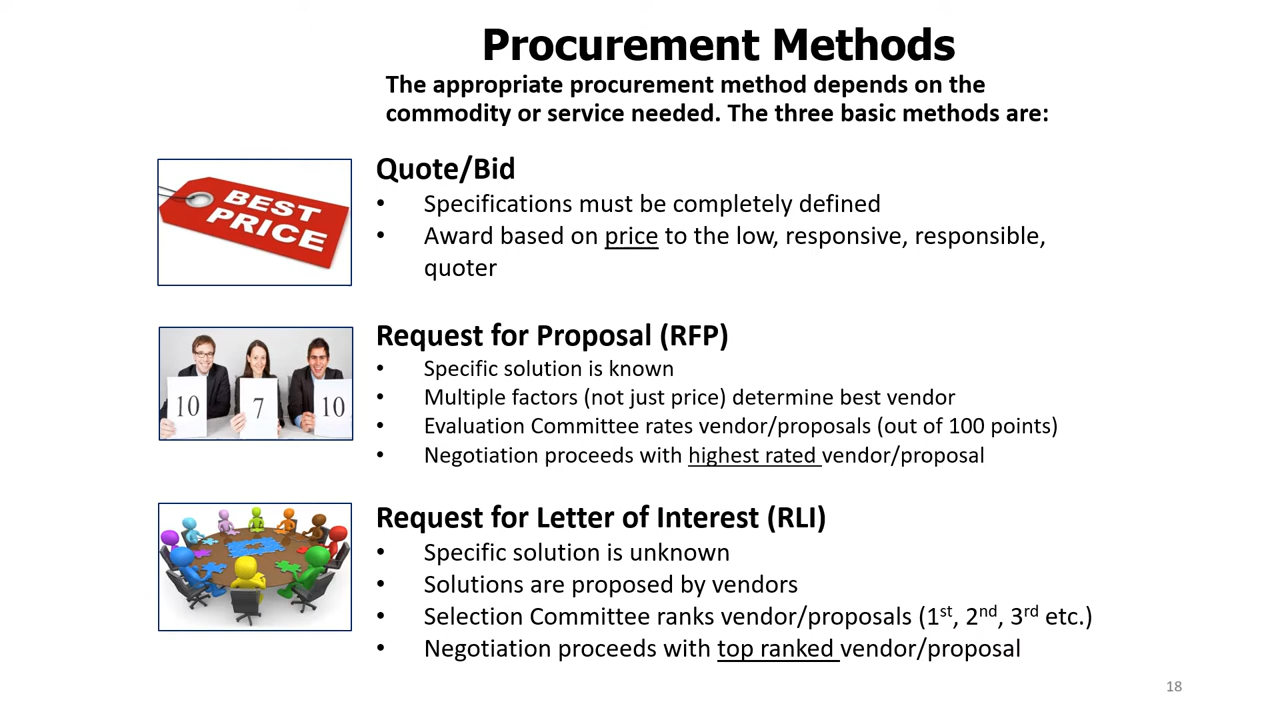 Procurement Methods
The appropriate procurement method depends on the
commodity or service needed. The three basic methods are:
BEST
PRICE
Quote/Bid
• Specifications must be completely defined
• Award based on price to the low, responsive, responsible,
quoter
10 7 10
Request for Proposal (RFP)
• Specific solution is known
• Multiple factors (not just price) determine best vendor
• Evaluation Committee rates vendor/proposals (out of 100 points)
• Negotiation proceeds with highest rated vendor/proposal
Request for Letter of Interest (RLI)
• Specific solution is unknown
• Solutions are proposed by vendors
• Selection Committee ranks vendor/proposals (1st, 2nd, 3rd etc.)
• Negotiation proceeds with top ranked vendor/proposal
18